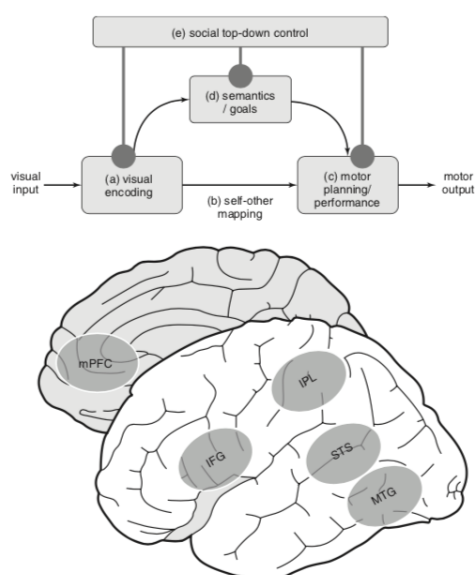 (e) social top-down control
(d) semantics
/ goals
visual
input
(a) visual
encoding
(b) self-other
mapping
(c) motor
planning/
performance
motor
output
mPFC
IPL
IFG
STS
MTG